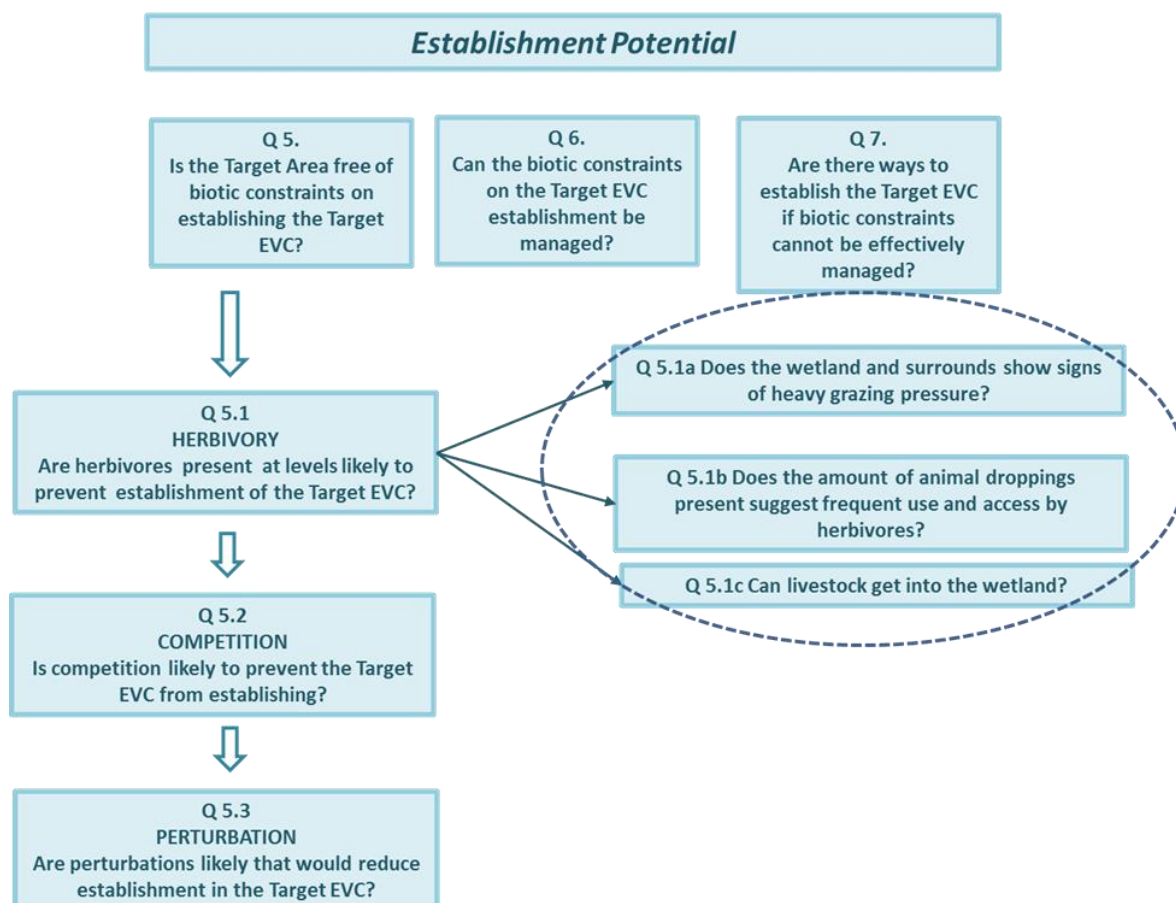 Establishment Potential
Q 5.
Is the Target Area free of
biotic constraints on
establishing the Target
EVC?
Q 6.
Can the biotic constraints
on the Target EVC
establishment be
managed?
Q 7.
Are there ways to
establish the Target EVC
if biotic constraints
cannot be effectively
managed?
Q 5.1
HERBIVORY
Are herbivores present at levels likely to
prevent establishment of the Target EVC?
Q 5.1a Does the wetland and surrounds show signs
of heavy grazing pressure?
Q 5.1b Does the amount of animal droppings
present suggest frequent use and access by
herbivores?
Q 5.1c Can livestock get into the wetland?
Q 5.2
COMPETITION
Is competition likely to prevent the Target
EVC from establishing?
Q 5.3
PERTURBATION
Are perturbations likely that would reduce
establishment in the Target EVC?